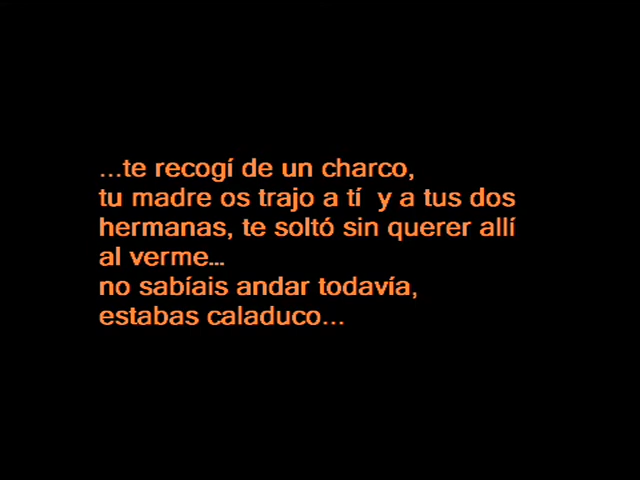 ...te recogí de un charco,
tu madre os trajo a tí  y a tus dos
hermanas, te soltó sin querer allí
al verme...
no sabíais andar todavía,
estabas caladuco...